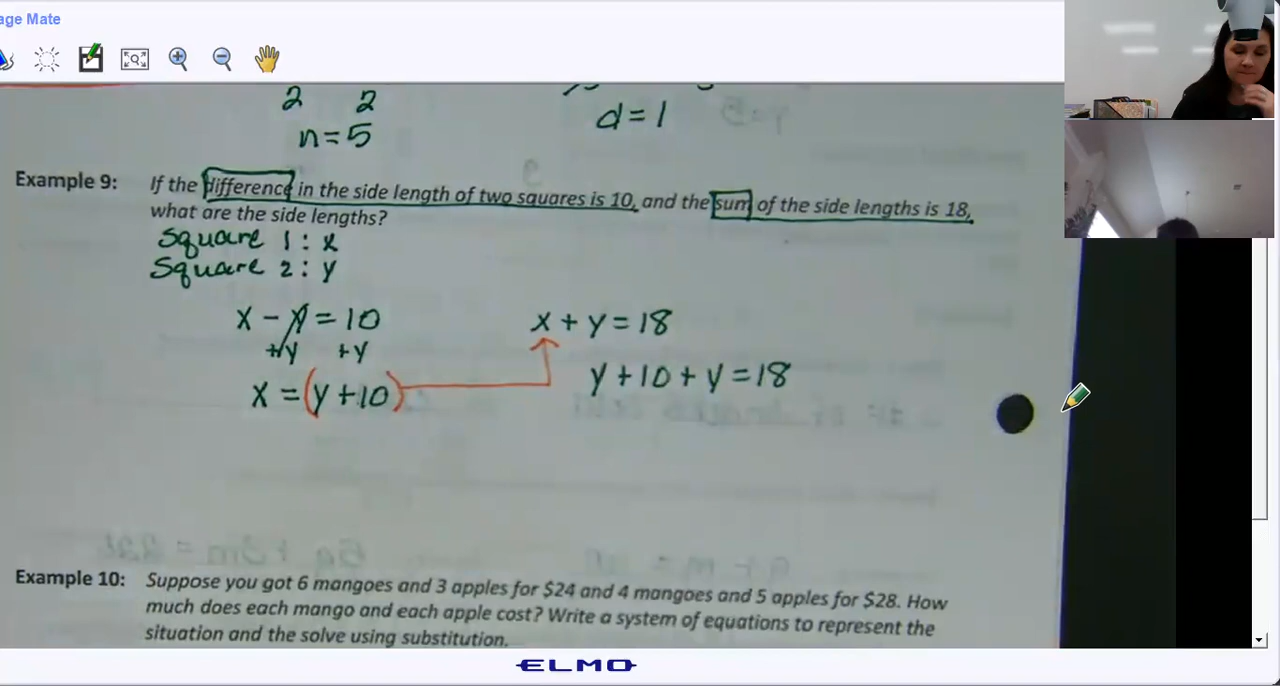 age Mate
2 2
n = 5
d = 1
Example 9: If the difference in the side length of two squares is 10, and the sum of the side lengths is 18,
what are the side lengths?
Square 1 : x
Square 2 : y
x - y = 10
+y +y
x = (y + 10)
x + y = 18
y + 10 + y = 18
Example 10: Suppose you got 6 mangoes and 3 apples for $24 and 4 mangoes and 5 apples for $28. How
much does each mango and each apple cost? Write a system of equations to represent the
situation and the solve using substitution.
ELMO